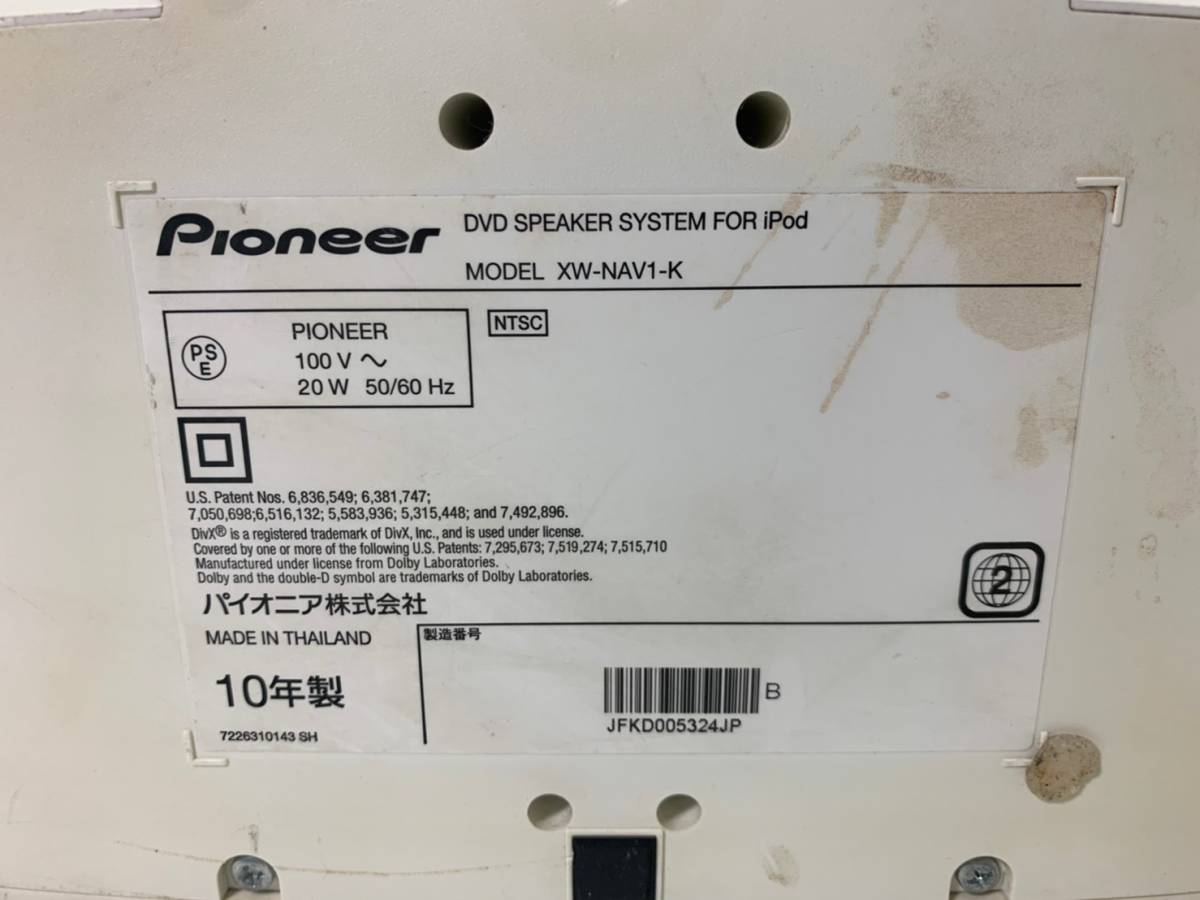 Pioneer DVD SPEAKER SYSTEM FOR iPod
MODEL XW-NAV1-K
PSE
PIONEER
100 V ～
20 W 50/60 Hz
NTSC
U.S. Patent Nos. 6,836,549; 6,381,747;
7,050,698;6,516,132; 5,583,936; 5,315,448; and 7,492,896.
DivX® is a registered trademark of DivX, Inc., and is used under license.
Covered by one or more of the following U.S. Patents: 7,295,673; 7,519,274; 7,515,710
Manufactured under license from Dolby Laboratories.
Dolby and the double-D symbol are trademarks of Dolby Laboratories.
2
パイオニア株式会社
MADE IN THAILAND
10年製
7226310143 SH
製造番号
B
JFKD005324JP